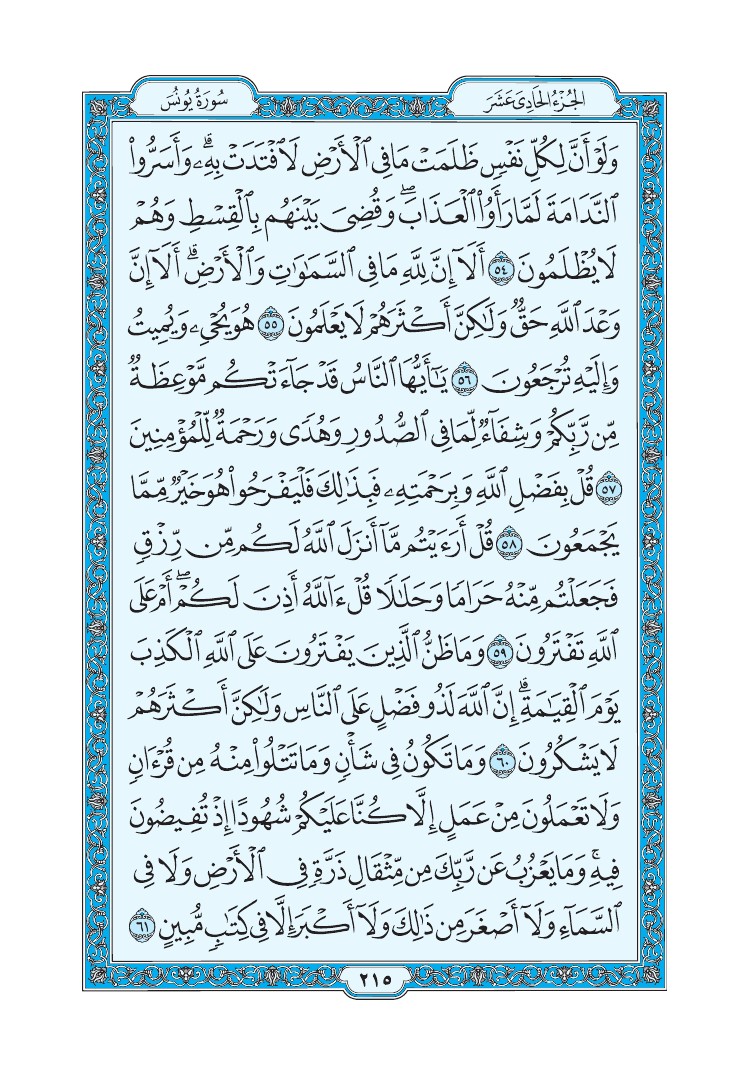 الجُزْءُ الحَادِى عَشَرَ
سُورَةُ يُونُسَ
وَلَوْ أَنَّ لِكُلِّ نَفْسٍ ظَلَمَتْ مَا فِى ٱلْأَرْضِ لَٱفْتَدَتْ بِهِۦۗ وَأَسَرُّوا۟
ٱلنَّدَامَةَ لَمَّا رَأَوُا۟ ٱلْعَذَابَۖ وَقُضِىَ بَيْنَهُم بِٱلْقِسْطِ وَهُمْ
لَا يُظْلَمُونَ ٥٤ أَلَآ إِنَّ لِلَّهِ مَا فِى ٱلسَّمَٰوَٰتِ وَٱلْأَرْضِۗ أَلَآ إِنَّ
وَعْدَ ٱللَّهِ حَقٌّ وَلَٰكِنَّ أَكْثَرَهُمْ لَا يَعْلَمُونَ ٥٥ هُوَ يُحْىِۦ وَيُمِيتُ
وَإِلَيْهِ تُرْجَعُونَ ٥٦ يَٰٓأَيُّهَا ٱلنَّاسُ قَدْ جَآءَتْكُم مَّوْعِظَةٌ
مِّن رَّبِّكُمْ وَشِفَآءٌ لِّمَا فِى ٱلصُّدُورِ وَهُدًى وَرَحْمَةٌ لِّلْمُؤْمِنِينَ
٥٧ قُلْ بِفَضْلِ ٱللَّهِ وَبِرَحْمَتِهِۦ فَبِذَٰلِكَ فَلْيَفْرَحُوا۟ هُوَ خَيْرٌ مِّمَّا
يَجْمَعُونَ ٥٨ قُلْ أَرَءَيْتُم مَّآ أَنزَلَ ٱللَّهُ لَكُم مِّن رِّزْقٍ
فَجَعَلْتُم مِّنْهُ حَرَامًا وَحَلَٰلًا قُلْ ءَآللَّهُ أَذِنَ لَكُمْۖ أَمْ عَلَى
ٱللَّهِ تَفْتَرُونَ ٥٩ وَمَا ظَنُّ ٱلَّذِينَ يَفْتَرُونَ عَلَى ٱللَّهِ ٱلْكَذِبَ
يَوْمَ ٱلْقِيَٰمَةِۗ إِنَّ ٱللَّهَ لَذُو فَضْلٍ عَلَى ٱلنَّاسِ وَلَٰكِنَّ أَكْثَرَهُمْ
لَا يَشْكُرُونَ ٦٠ وَمَا تَكُونُ فِى شَأْنٍ وَمَا تَتْلُوا۟ مِنْهُ مِن قُرْءَانٍ
وَلَا تَعْمَلُونَ مِنْ عَمَلٍ إِلَّا كُنَّا عَلَيْكُمْ شُهُودًا إِذْ تُفِيضُونَ
فِيهِۚ وَمَا يَعْزُبُ عَن رَّبِّكَ مِن مِّثْقَالِ ذَرَّةٍ فِى ٱلْأَرْضِ وَلَا فِى
ٱلسَّمَآءِ وَلَآ أَصْغَرَ مِن ذَٰلِكَ وَلَآ أَكْبَرَ إِلَّا فِى كِتَٰبٍ مُّبِينٍ ٦١
٢١٥